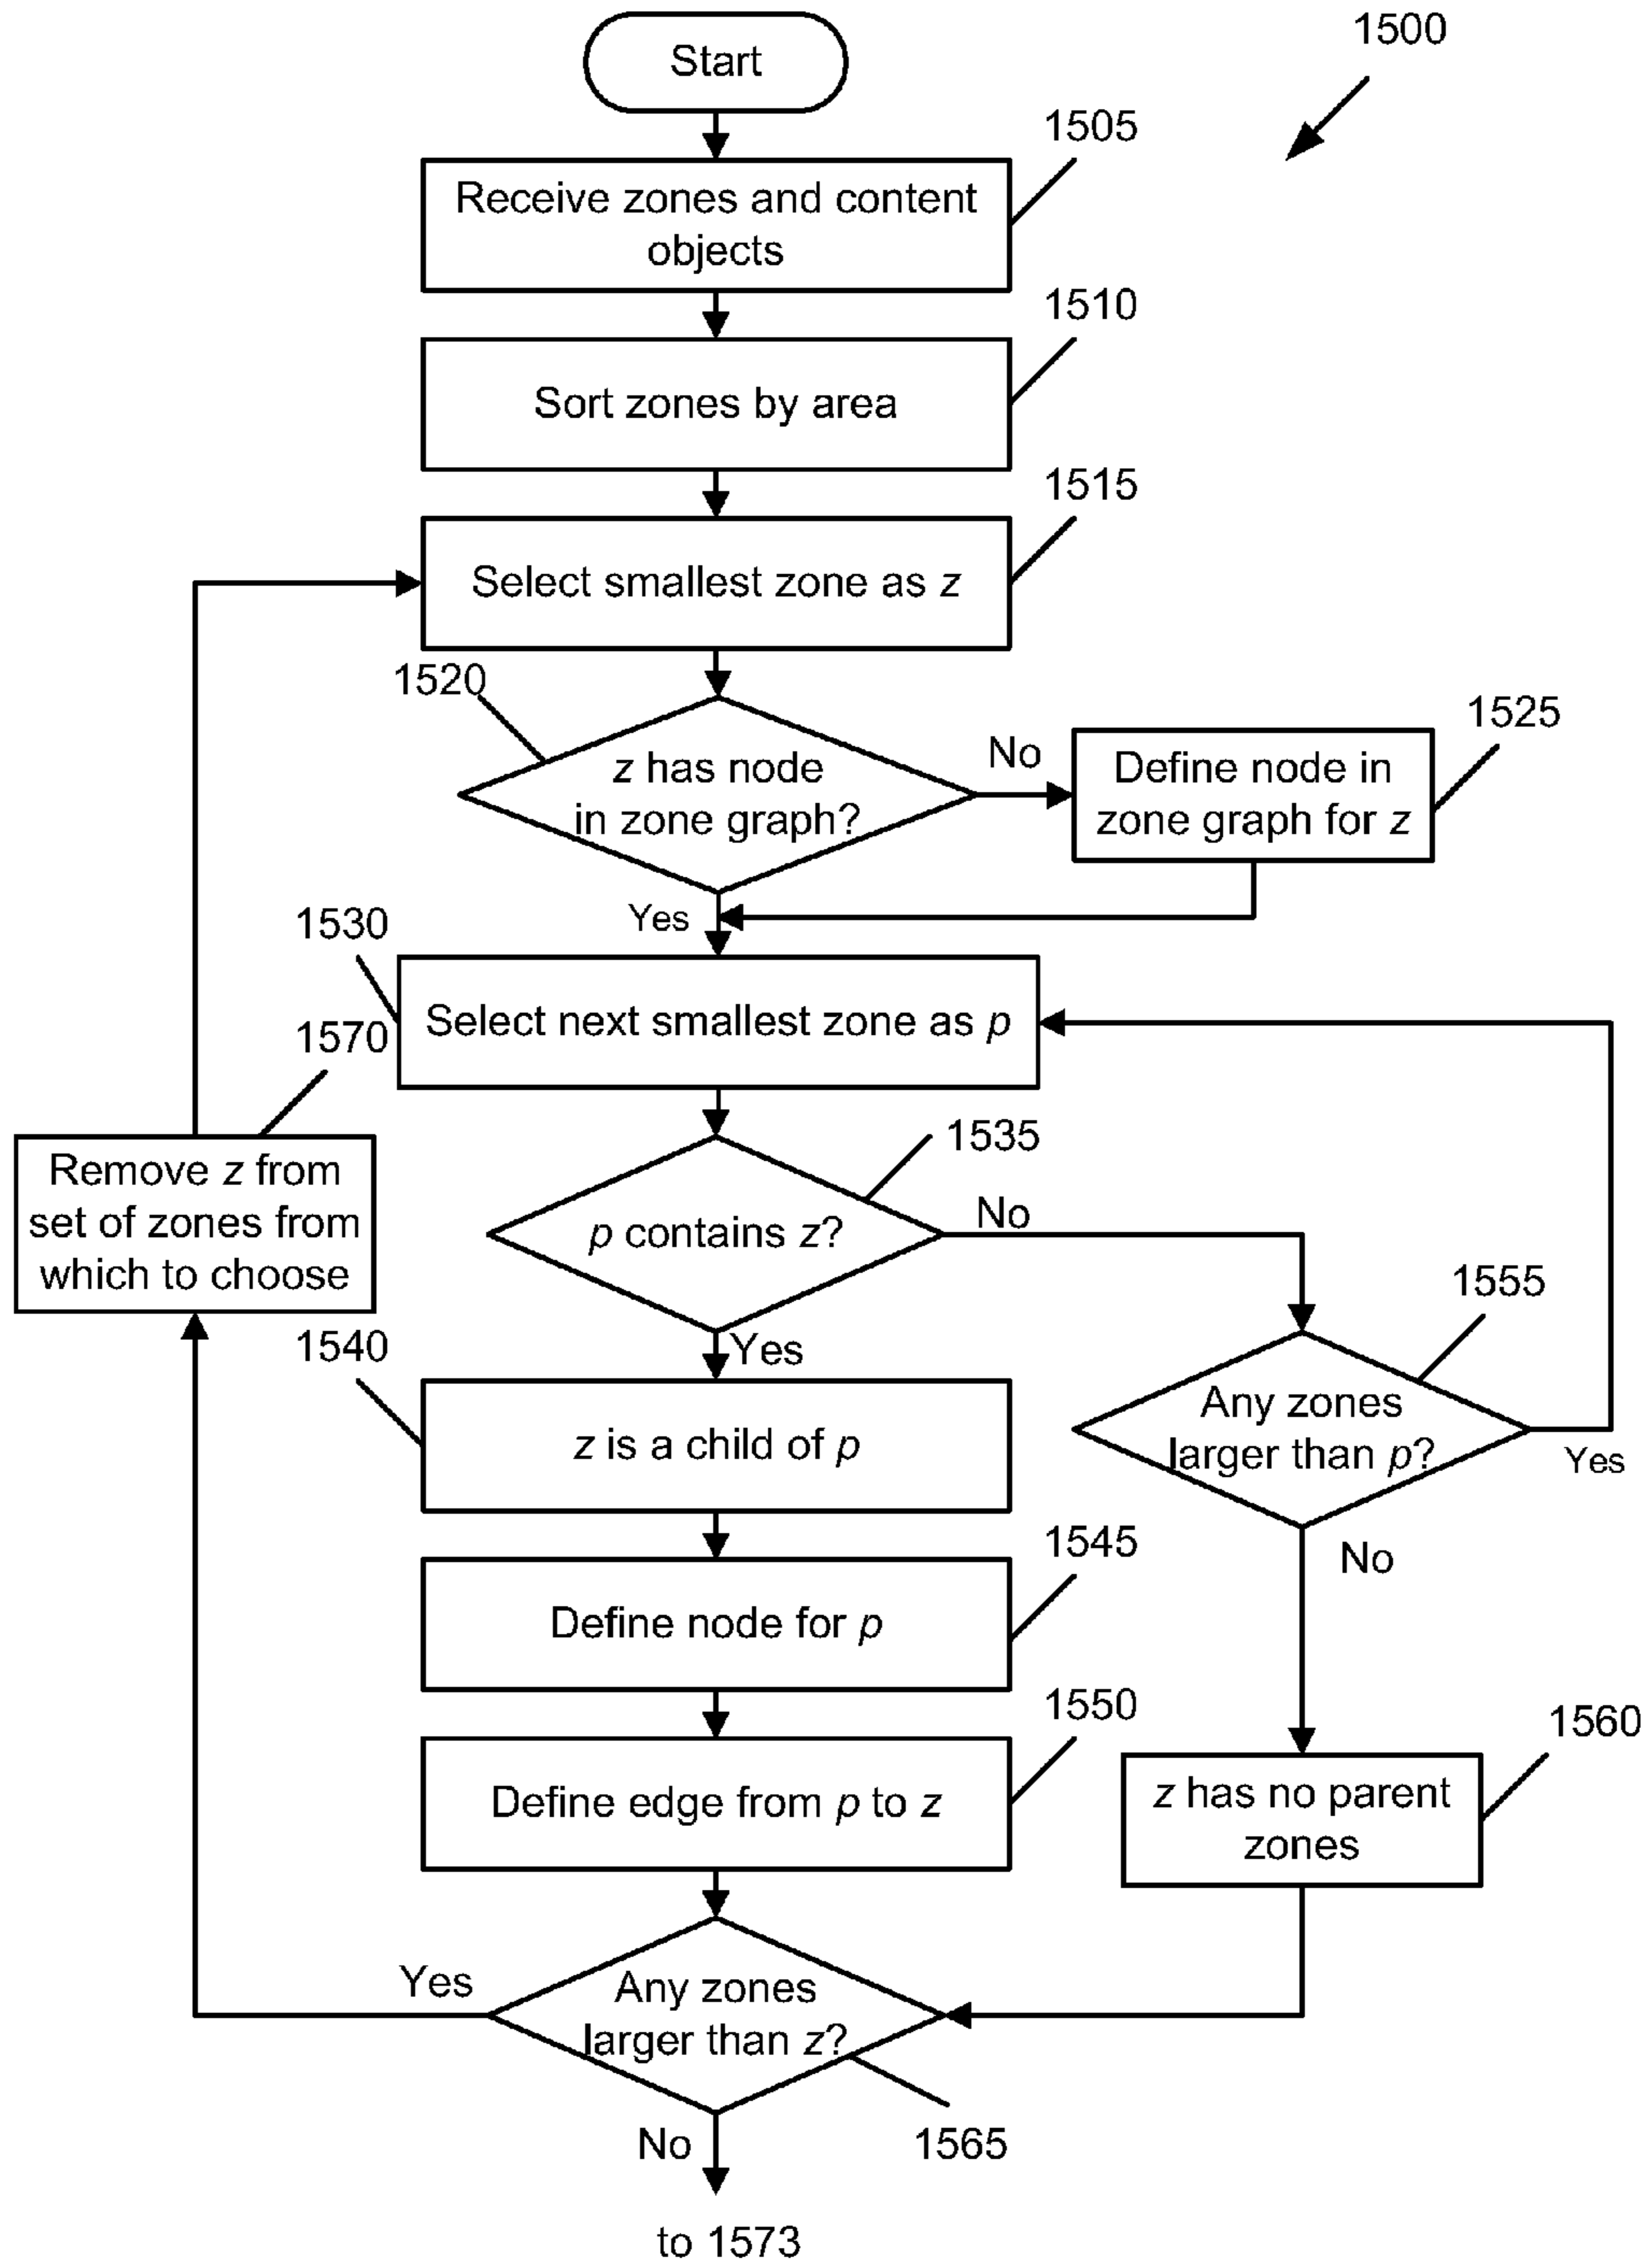 Start
1500
1505
Receive zones and content
objects
1510
Sort zones by area
1515
Select smallest zone as z
1520
z has node
in zone graph?
No
1525
Define node in
zone graph for z
Yes
1530
Select next smallest zone as p
1570
Remove z from
set of zones from
which to choose
1535
p contains z?
No
Yes
1555
Any zones
larger than p?
Yes
No
1540
z is a child of p
1545
Define node for p
1550
Define edge from p to z
1560
z has no parent
zones
Yes
Any zones
larger than z?
1565
No
to 1573